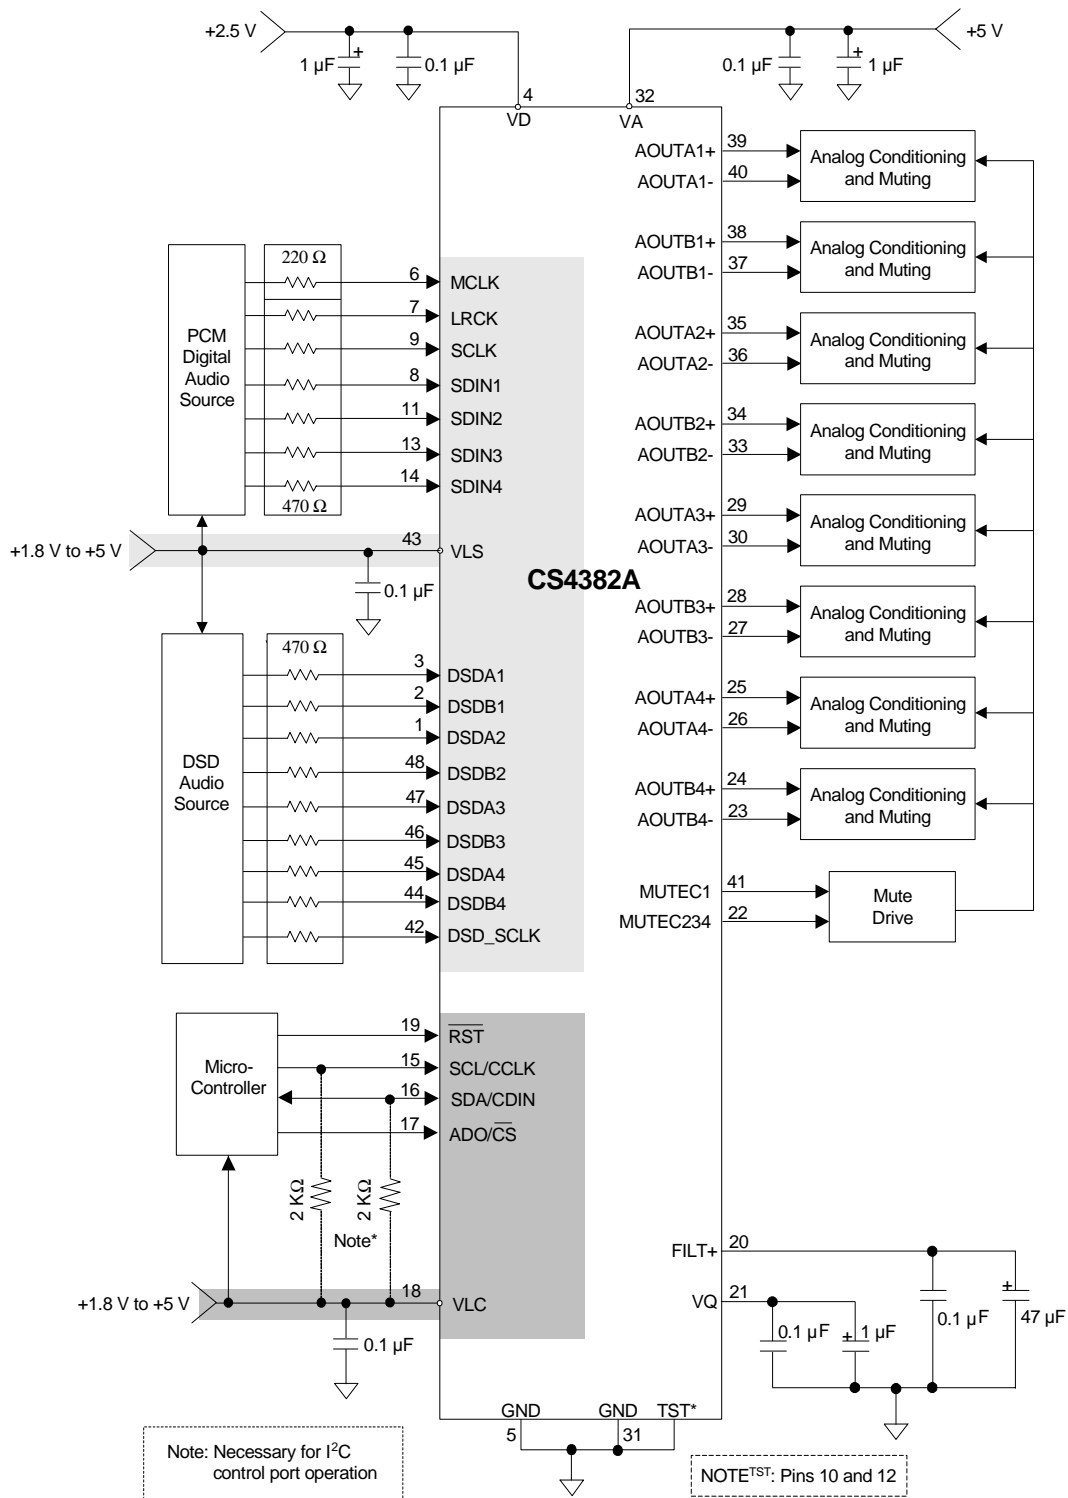 +2.5 V
+5 V
1 µF
+
0.1 µF
0.1 µF
+
1 µF
4
32
VD
VA
AOUTA1+
39
AOUTA1-
40
Analog Conditioning
and Muting
AOUTB1+
38
AOUTB1-
37
Analog Conditioning
and Muting
AOUTA2+
35
AOUTA2-
36
Analog Conditioning
and Muting
AOUTB2+
34
AOUTB2-
33
Analog Conditioning
and Muting
AOUTA3+
29
AOUTA3-
30
Analog Conditioning
and Muting
AOUTB3+
28
AOUTB3-
27
Analog Conditioning
and Muting
AOUTA4+
25
AOUTA4-
26
Analog Conditioning
and Muting
AOUTB4+
24
AOUTB4-
23
Analog Conditioning
and Muting
MUTEC1
41
MUTEC234
22
Mute
Drive
PCM
Digital
Audio
Source
220 Ω
6
MCLK
7
LRCK
9
SCLK
8
SDIN1
11
SDIN2
13
SDIN3
14
SDIN4
470 Ω
+1.8 V to +5 V
43
VLS
0.1 µF
CS4382A
DSD
Audio
Source
470 Ω
3
DSDA1
2
DSDB1
1
DSDA2
48
DSDB2
47
DSDA3
46
DSDB3
45
DSDA4
44
DSDB4
42
DSD_SCLK
Micro-
Controller
19
RST
15
SCL/CCLK
16
SDA/CDIN
17
ADO/CS
2 KΩ
2 KΩ
Note*
+1.8 V to +5 V
18
VLC
0.1 µF
FILT+
20
VQ
21
0.1 µF
+
1 µF
0.1 µF
+
47 µF
GND
GND
TST*
5
31
Note: Necessary for I²C
control port operation
NOTE^TST: Pins 10 and 12